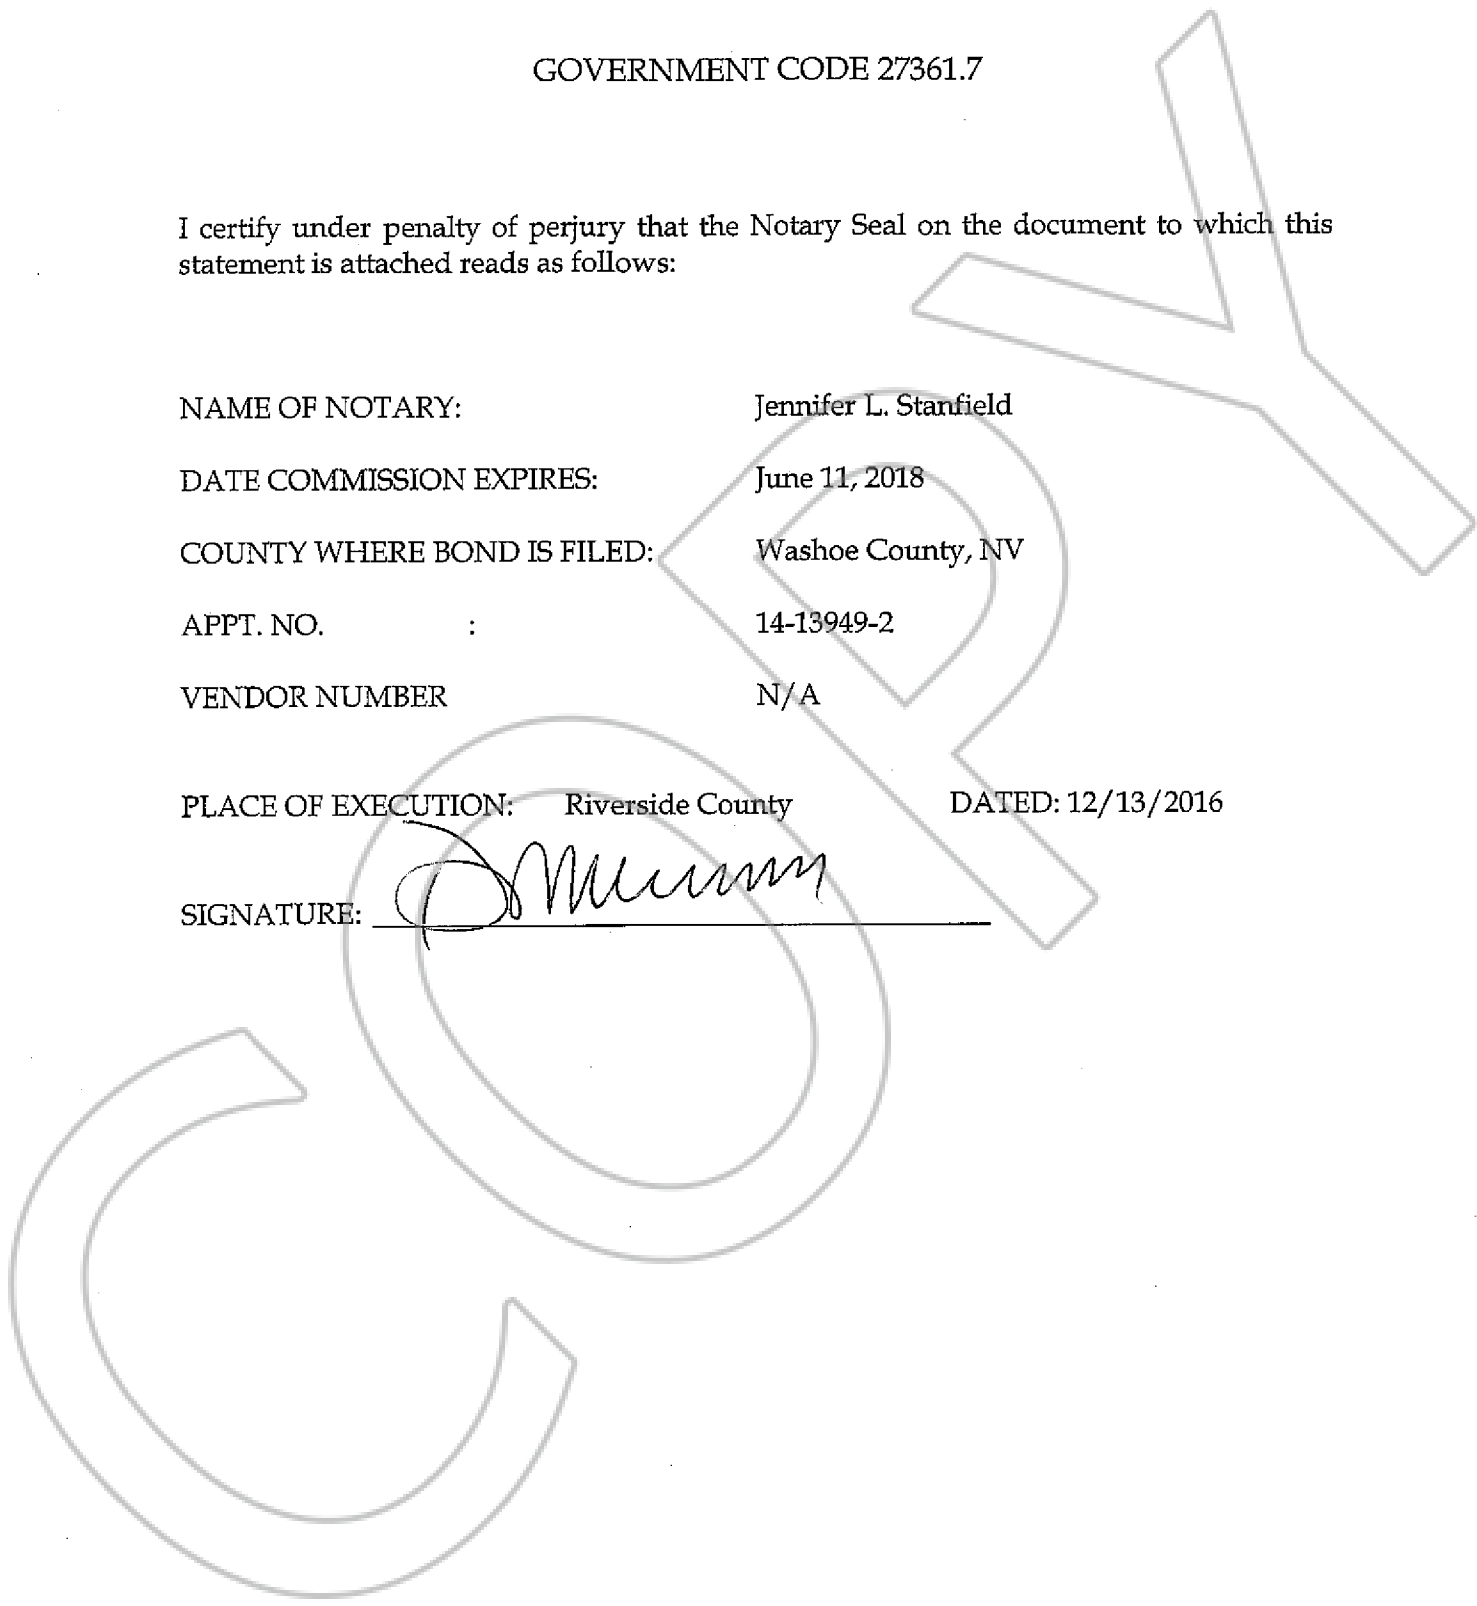 GOVERNMENT CODE 27361.7
I certify under penalty of perjury that the Notary Seal on the document to which this
statement is attached reads as follows:
NAME OF NOTARY: Jennifer L. Stanfield
DATE COMMISSION EXPIRES: June 11, 2018
COUNTY WHERE BOND IS FILED: Washoe County, NV
APPT. NO. : 14-13949-2
VENDOR NUMBER N/A
PLACE OF EXECUTION: Riverside County DATED: 12/13/2016
SIGNATURE:
COPY